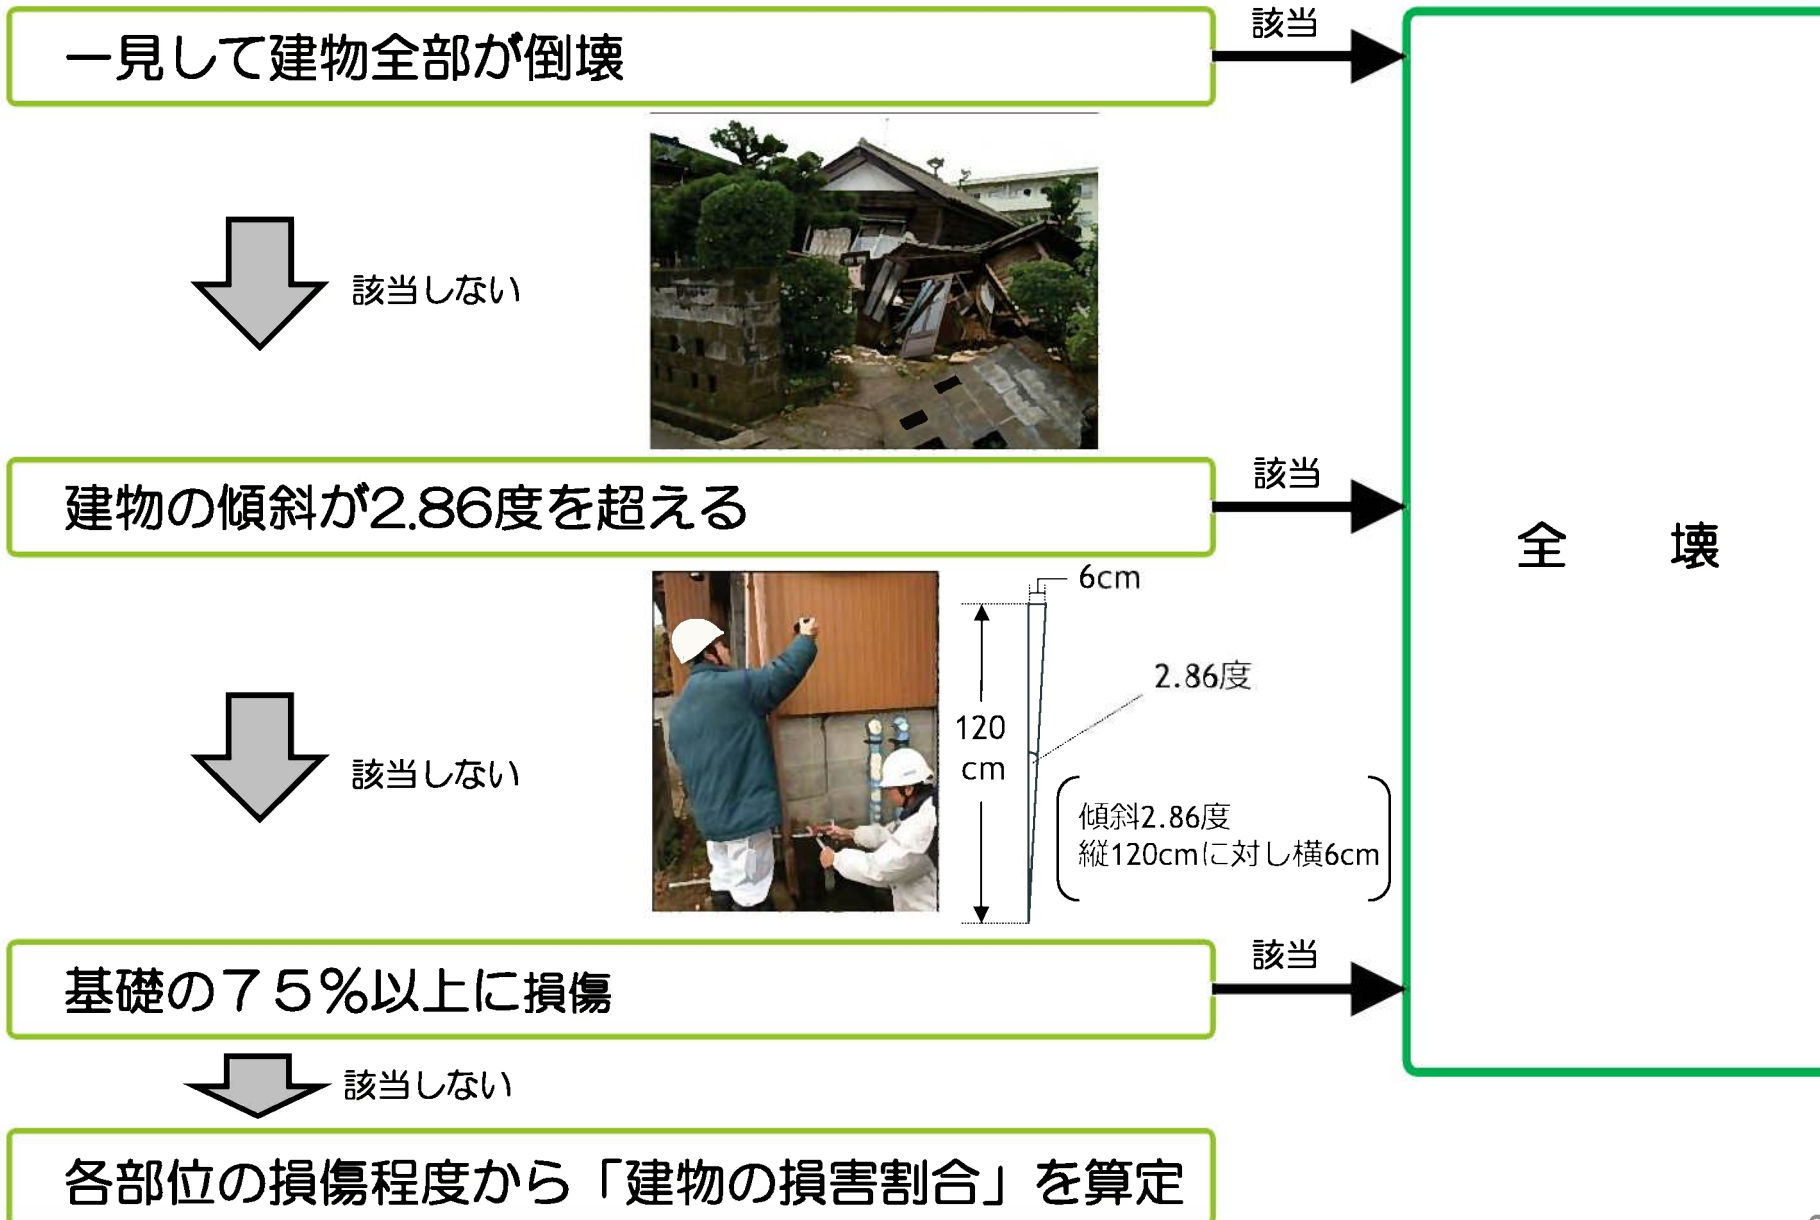 一見して建物全部が倒壊
該当
該当しない
建物の傾斜が2.86度を超える
該当
全 壊
6cm
120
cm
2.86度
傾斜2.86度
縦120cmに対し横6cm
該当しない
基礎の75%以上に損傷
該当
該当しない
各部位の損傷程度から「建物の損害割合」を算定